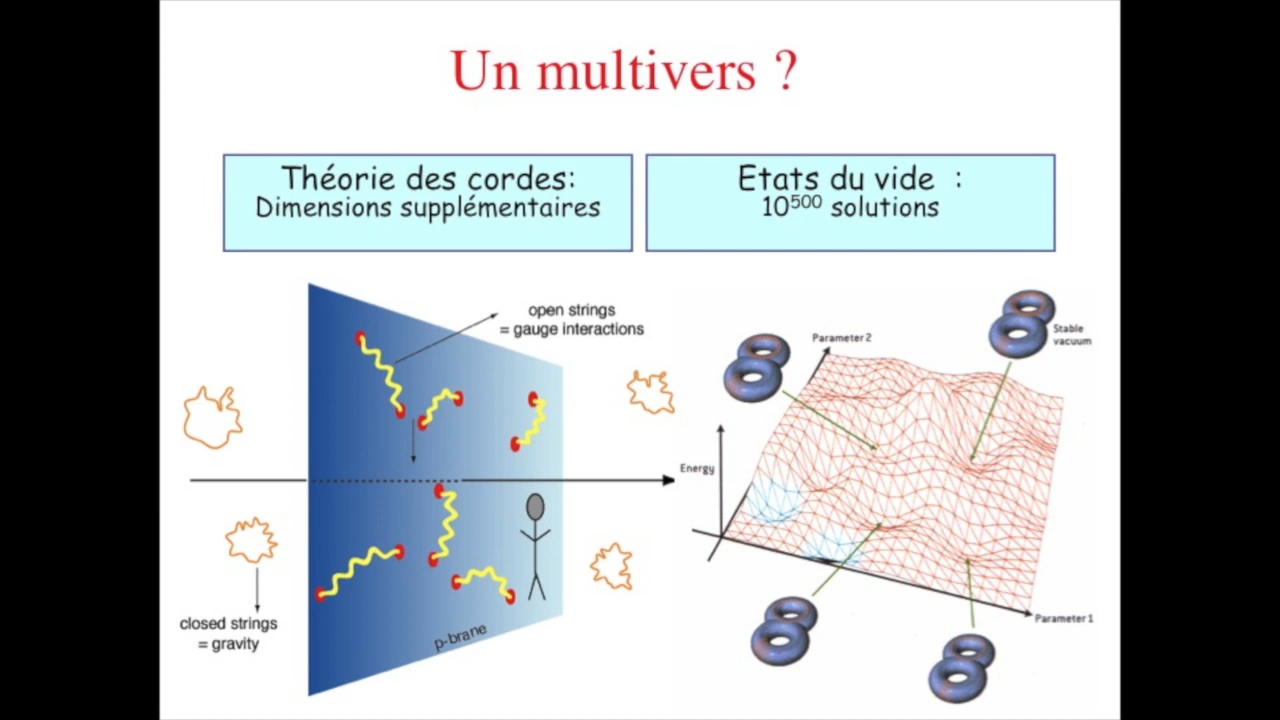 Un multivers ?
Théorie des cordes:
Dimensions supplémentaires
Etats du vide :
10⁵⁰⁰ solutions
open strings
= gauge interactions
closed strings
= gravity
p-brane
Stable
vacuum
Parameter 2
Energy
Parameter 1